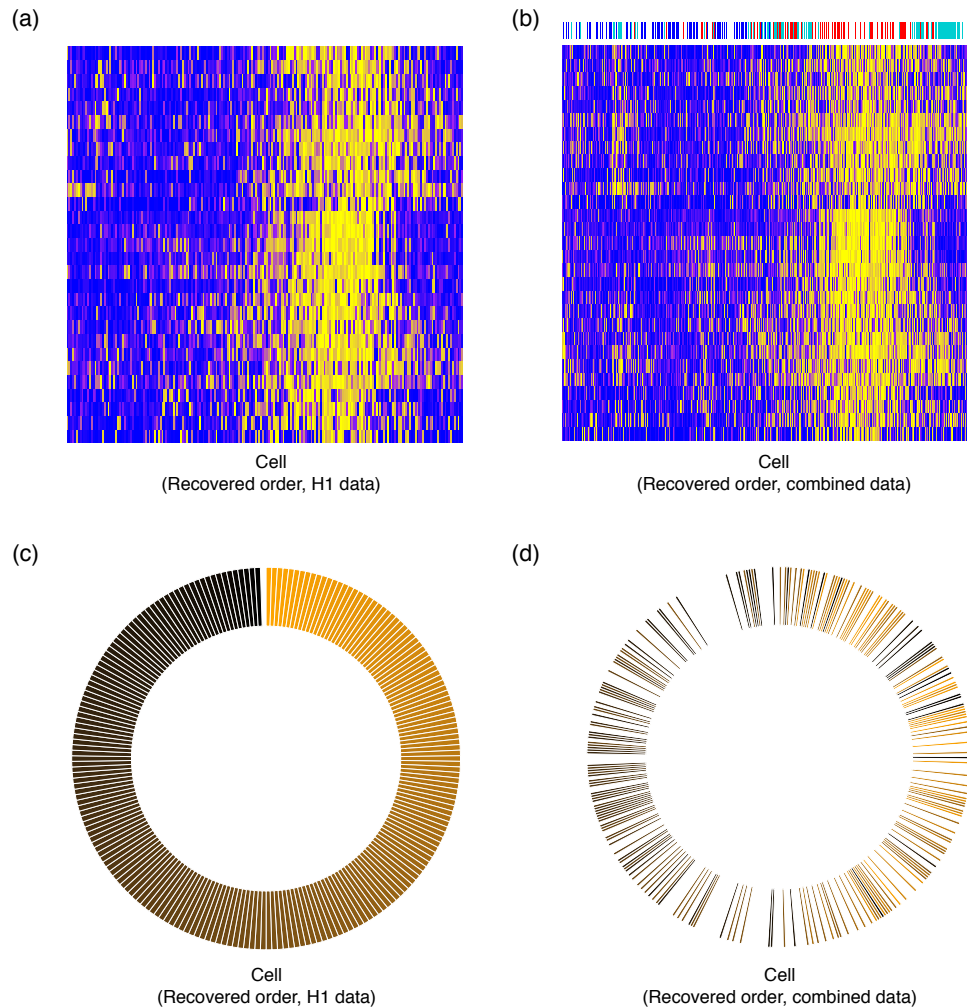 (a)
(b)
Cell
(Recovered order, H1 data)
Cell
(Recovered order, combined data)
(c)
(d)
Cell
(Recovered order, H1 data)
Cell
(Recovered order, combined data)